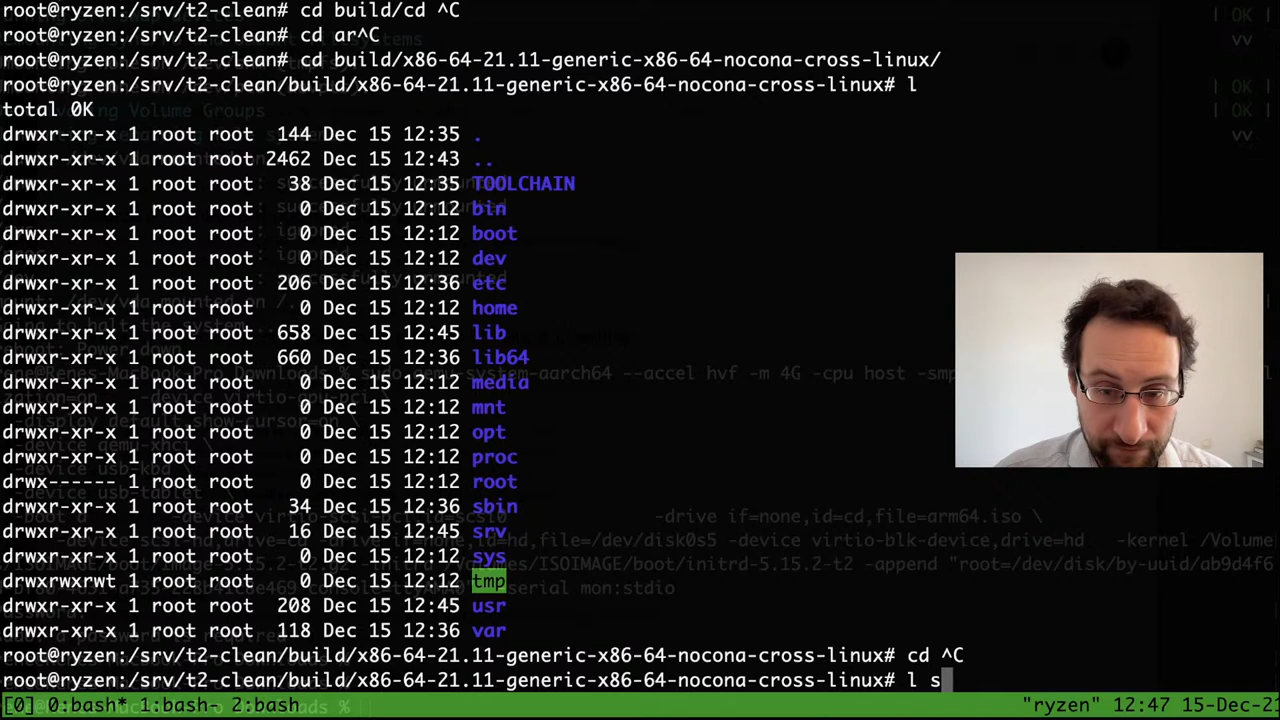 root@ryzen:/srv/t2-clean# cd build/cd ^C
root@ryzen:/srv/t2-clean# cd ar^C
root@ryzen:/srv/t2-clean# cd build/x86-64-21.11-generic-x86-64-nocona-cross-linux/
root@ryzen:/srv/t2-clean/build/x86-64-21.11-generic-x86-64-nocona-cross-linux# l
total 0K
drwxr-xr-x 1 root root  144 Dec 15 12:35 .
drwxr-xr-x 1 root root 2462 Dec 15 12:43 ..
drwxr-xr-x 1 root root   38 Dec 15 12:35 TOOLCHAIN
drwxr-xr-x 1 root root    0 Dec 15 12:12 bin
drwxr-xr-x 1 root root    0 Dec 15 12:12 boot
drwxr-xr-x 1 root root    0 Dec 15 12:12 dev
drwxr-xr-x 1 root root  206 Dec 15 12:36 etc
drwxr-xr-x 1 root root    0 Dec 15 12:12 home
drwxr-xr-x 1 root root  658 Dec 15 12:45 lib
drwxr-xr-x 1 root root  660 Dec 15 12:36 lib64
drwxr-xr-x 1 root root    0 Dec 15 12:12 media
drwxr-xr-x 1 root root    0 Dec 15 12:12 mnt
drwxr-xr-x 1 root root    0 Dec 15 12:12 opt
drwxr-xr-x 1 root root    0 Dec 15 12:12 proc
drwx------ 1 root root    0 Dec 15 12:12 root
drwxr-xr-x 1 root root   34 Dec 15 12:36 sbin
drwxr-xr-x 1 root root   16 Dec 15 12:45 srv
drwxr-xr-x 1 root root    0 Dec 15 12:12 sys
drwxrwxrwt 1 root root    0 Dec 15 12:12 tmp
drwxr-xr-x 1 root root  208 Dec 15 12:45 usr
drwxr-xr-x 1 root root  118 Dec 15 12:36 var
root@ryzen:/srv/t2-clean/build/x86-64-21.11-generic-x86-64-nocona-cross-linux# cd ^C
root@ryzen:/srv/t2-clean/build/x86-64-21.11-generic-x86-64-nocona-cross-linux# l s
[0] 0:bash* 1:bash- 2:bash "ryzen" 12:47 15-Dec-21